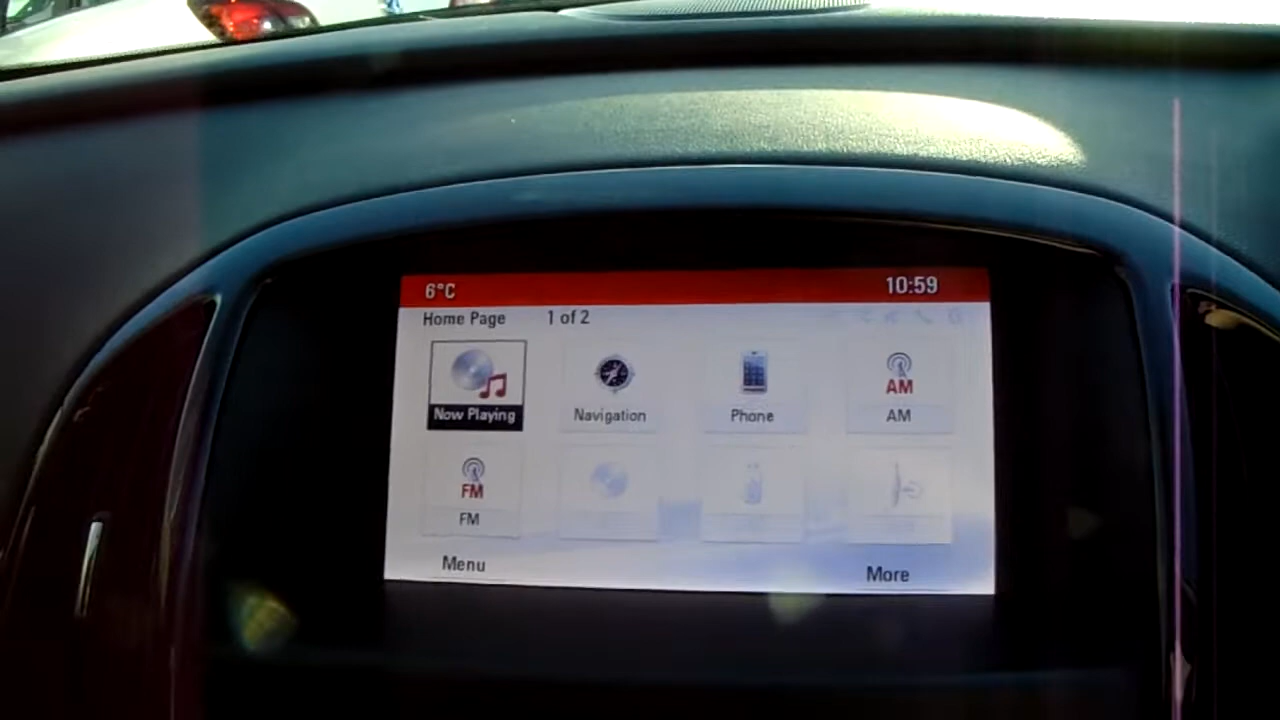 6°C 10:59
Home Page 1 of 2
AM
Now Playing Navigation Phone AM
FM
FM
Menu More